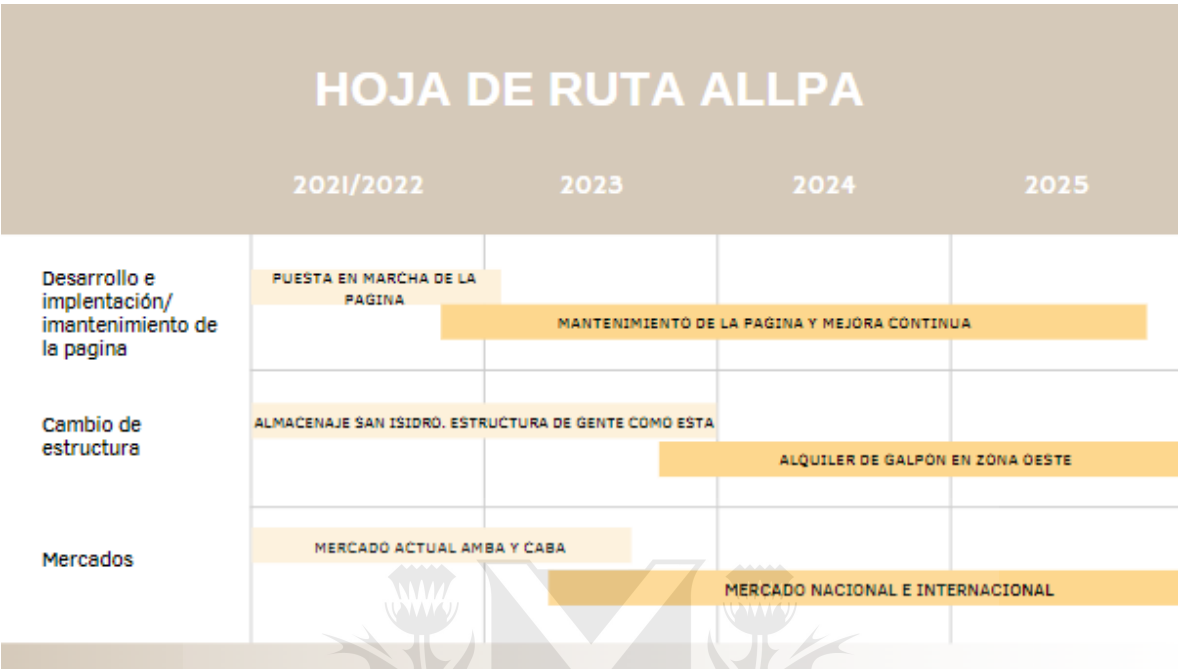 HOJA DE RUTA ALLPA
2021/2022 2023 2024 2025
Desarrollo e
implentación/
imantenimiento de
la pagina
PUESTA EN MARCHA DE LA
PAGINA
MANTENIMIENTO DE LA PAGINA Y MEJORA CONTINUA
Cambio de
estructura
ALMACENAJE SAN ISIDRO. ESTRUCTURA DE GENTE COMO ESTA
ALQUILER DE GALPON EN ZONA OESTE
Mercados
MERCADO ACTUAL AMBA Y CABA
MERCADO NACIONAL E INTERNACIONAL